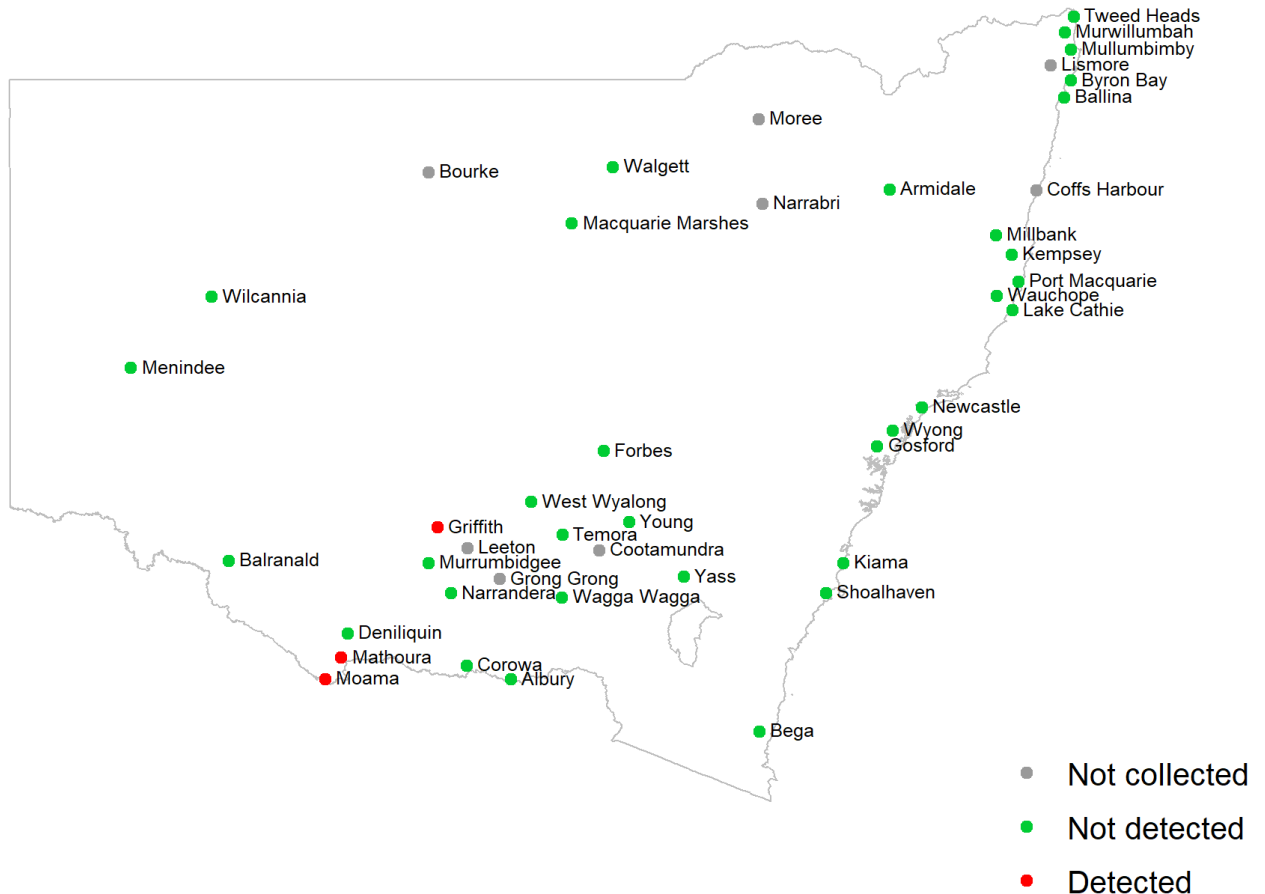 Tweed Heads
Murwillumbah
Mullumbimby
Lismore
Byron Bay
Ballina
Moree
Walgett
Bourke
Armidale
Coffs Harbour
Narrabri
Macquarie Marshes
Millbank
Kempsey
Port Macquarie
Wauchope
Wilcannia
Lake Cathie
Menindee
Newcastle
Wyong
Gosford
Forbes
West Wyalong
Young
Griffith
Temora
Leeton
Cootamundra
Balranald
Murrumbidgee
Kiama
Yass
Grong Grong
Narrandera
Wagga Wagga
Shoalhaven
Deniliquin
Mathoura
Corowa
Moama
Albury
Bega
Not collected
Not detected
Detected